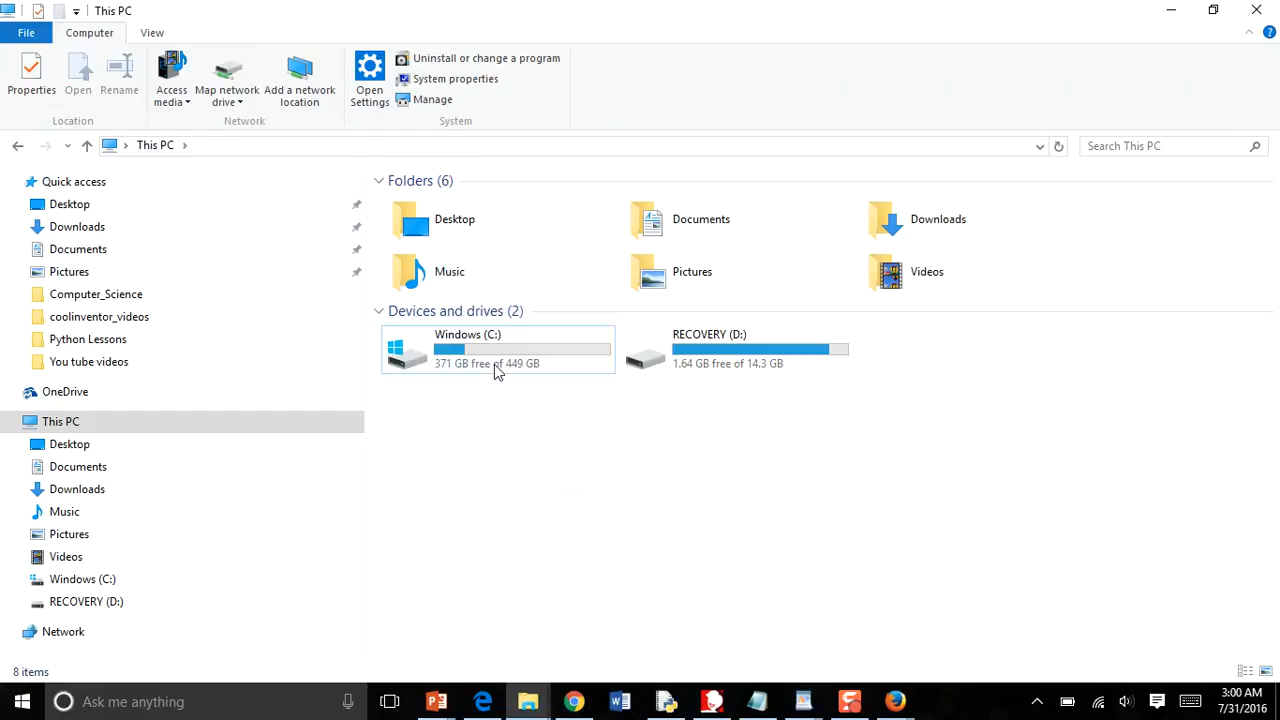 This PC
File
Computer
View
Properties
Open
Rename
Access media
Map network drive
Add a network location
Open Settings
Uninstall or change a program
System properties
Manage
Location
Network
System
This PC
Search This PC
Quick access
Desktop
Downloads
Documents
Pictures
Computer_Science
coolinventor_videos
Python Lessons
You tube videos
OneDrive
This PC
Desktop
Documents
Downloads
Music
Pictures
Videos
Windows (C:)
RECOVERY (D:)
Network
Folders (6)
Desktop
Documents
Downloads
Music
Pictures
Videos
Devices and drives (2)
Windows (C:)
371 GB free of 449 GB
RECOVERY (D:)
1.64 GB free of 14.3 GB
8 items
Ask me anything
3:00 AM
7/31/2016